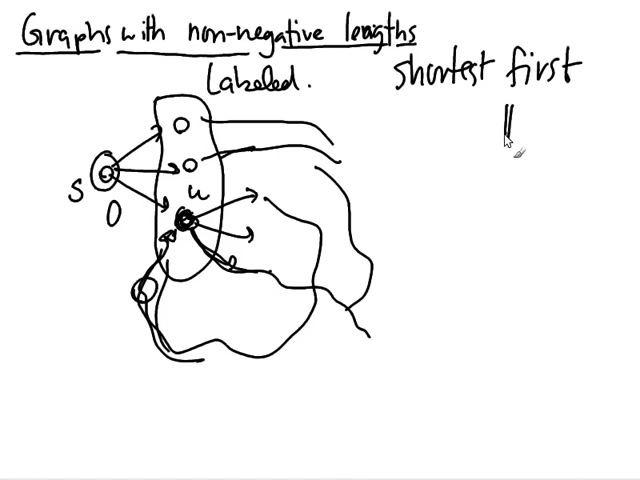 Graphs with non-negative lengths
Labeled.
shortest first
S
0
u